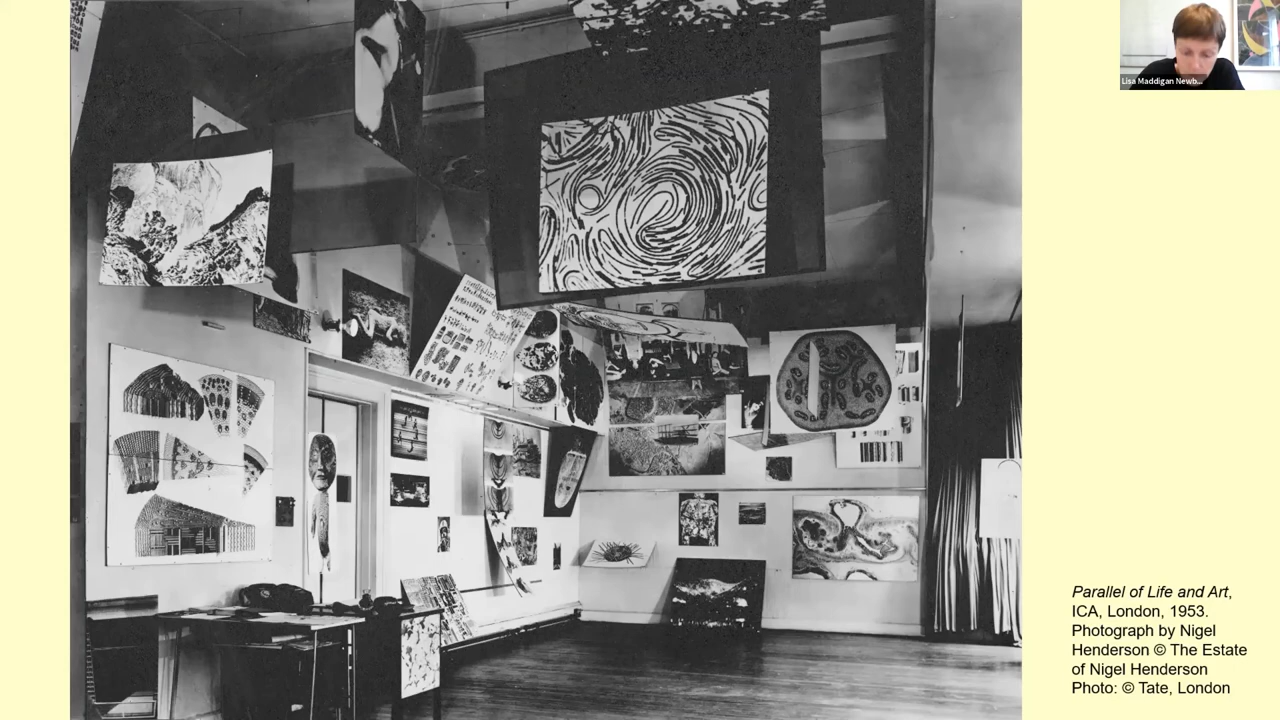 Lisa Maddigan Newb...
Parallel of Life and Art,
ICA, London, 1953.
Photograph by Nigel
Henderson © The Estate
of Nigel Henderson
Photo: © Tate, London